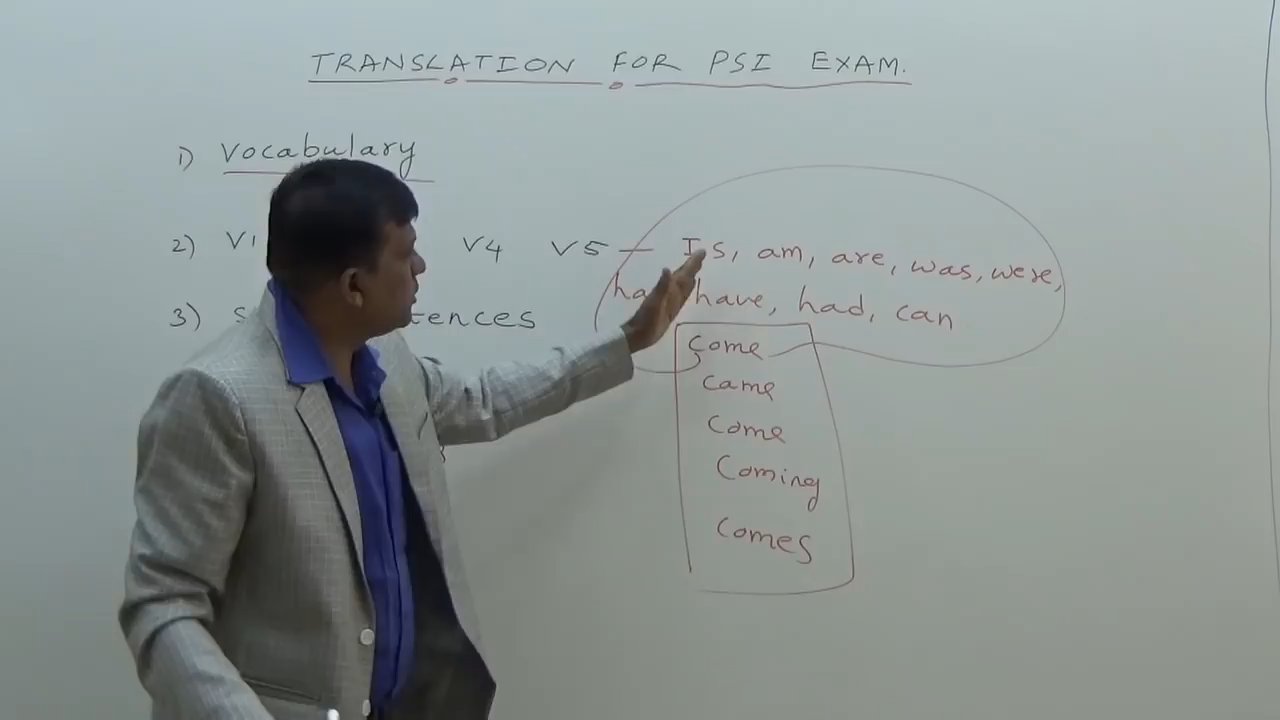 TRANSLATION FOR PSI EXAM.
1) Vocabulary
2) V1 V4 V5 — Is, am, are, was, were,
have, had, can
3)
come
came
come
Coming
comes